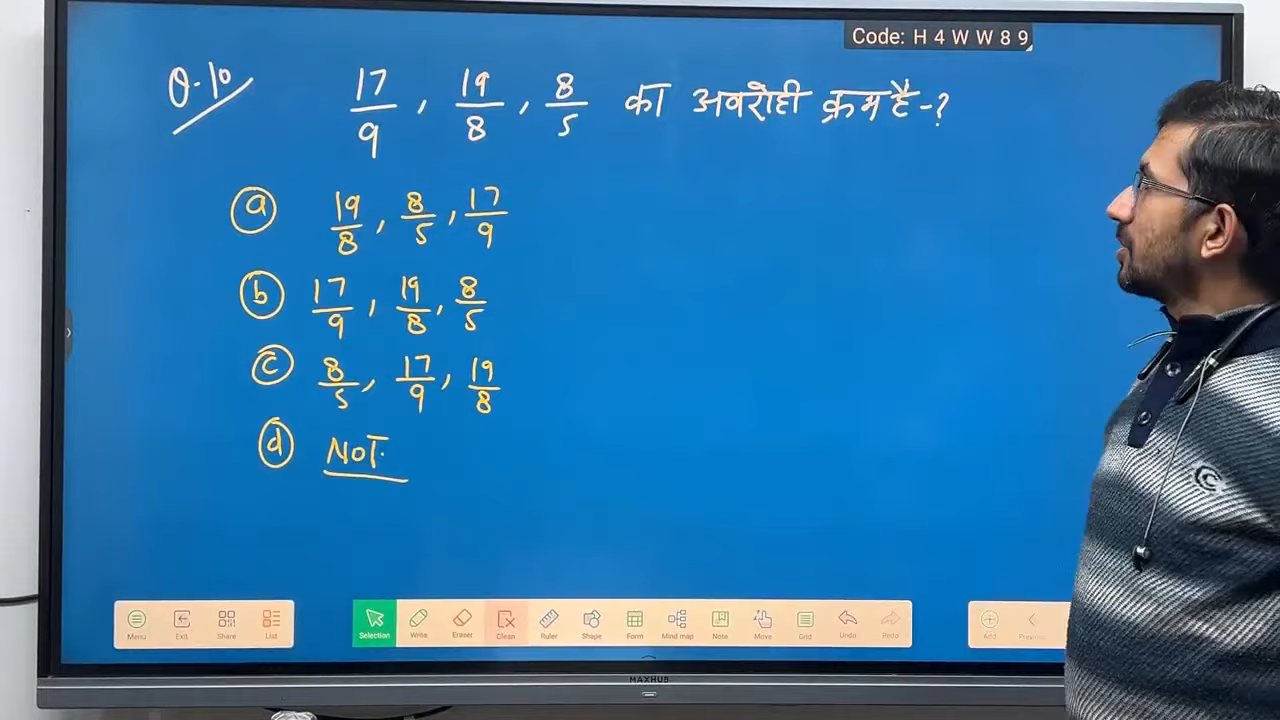 Code: H 4 W W 8 9
Q.10 17/9, 19/8, 8/5 का अवरोही क्रम है-?
(a) 19/8, 8/5, 17/9
(b) 17/9, 19/8, 8/5
(c) 8/5, 17/9, 19/8
(d) NOT.
Menu Exit Share List Selection Write Eraser Clean Ruler Shape Form Mind map Note Move Grid Undo Redo Add Previous
MAXHUB